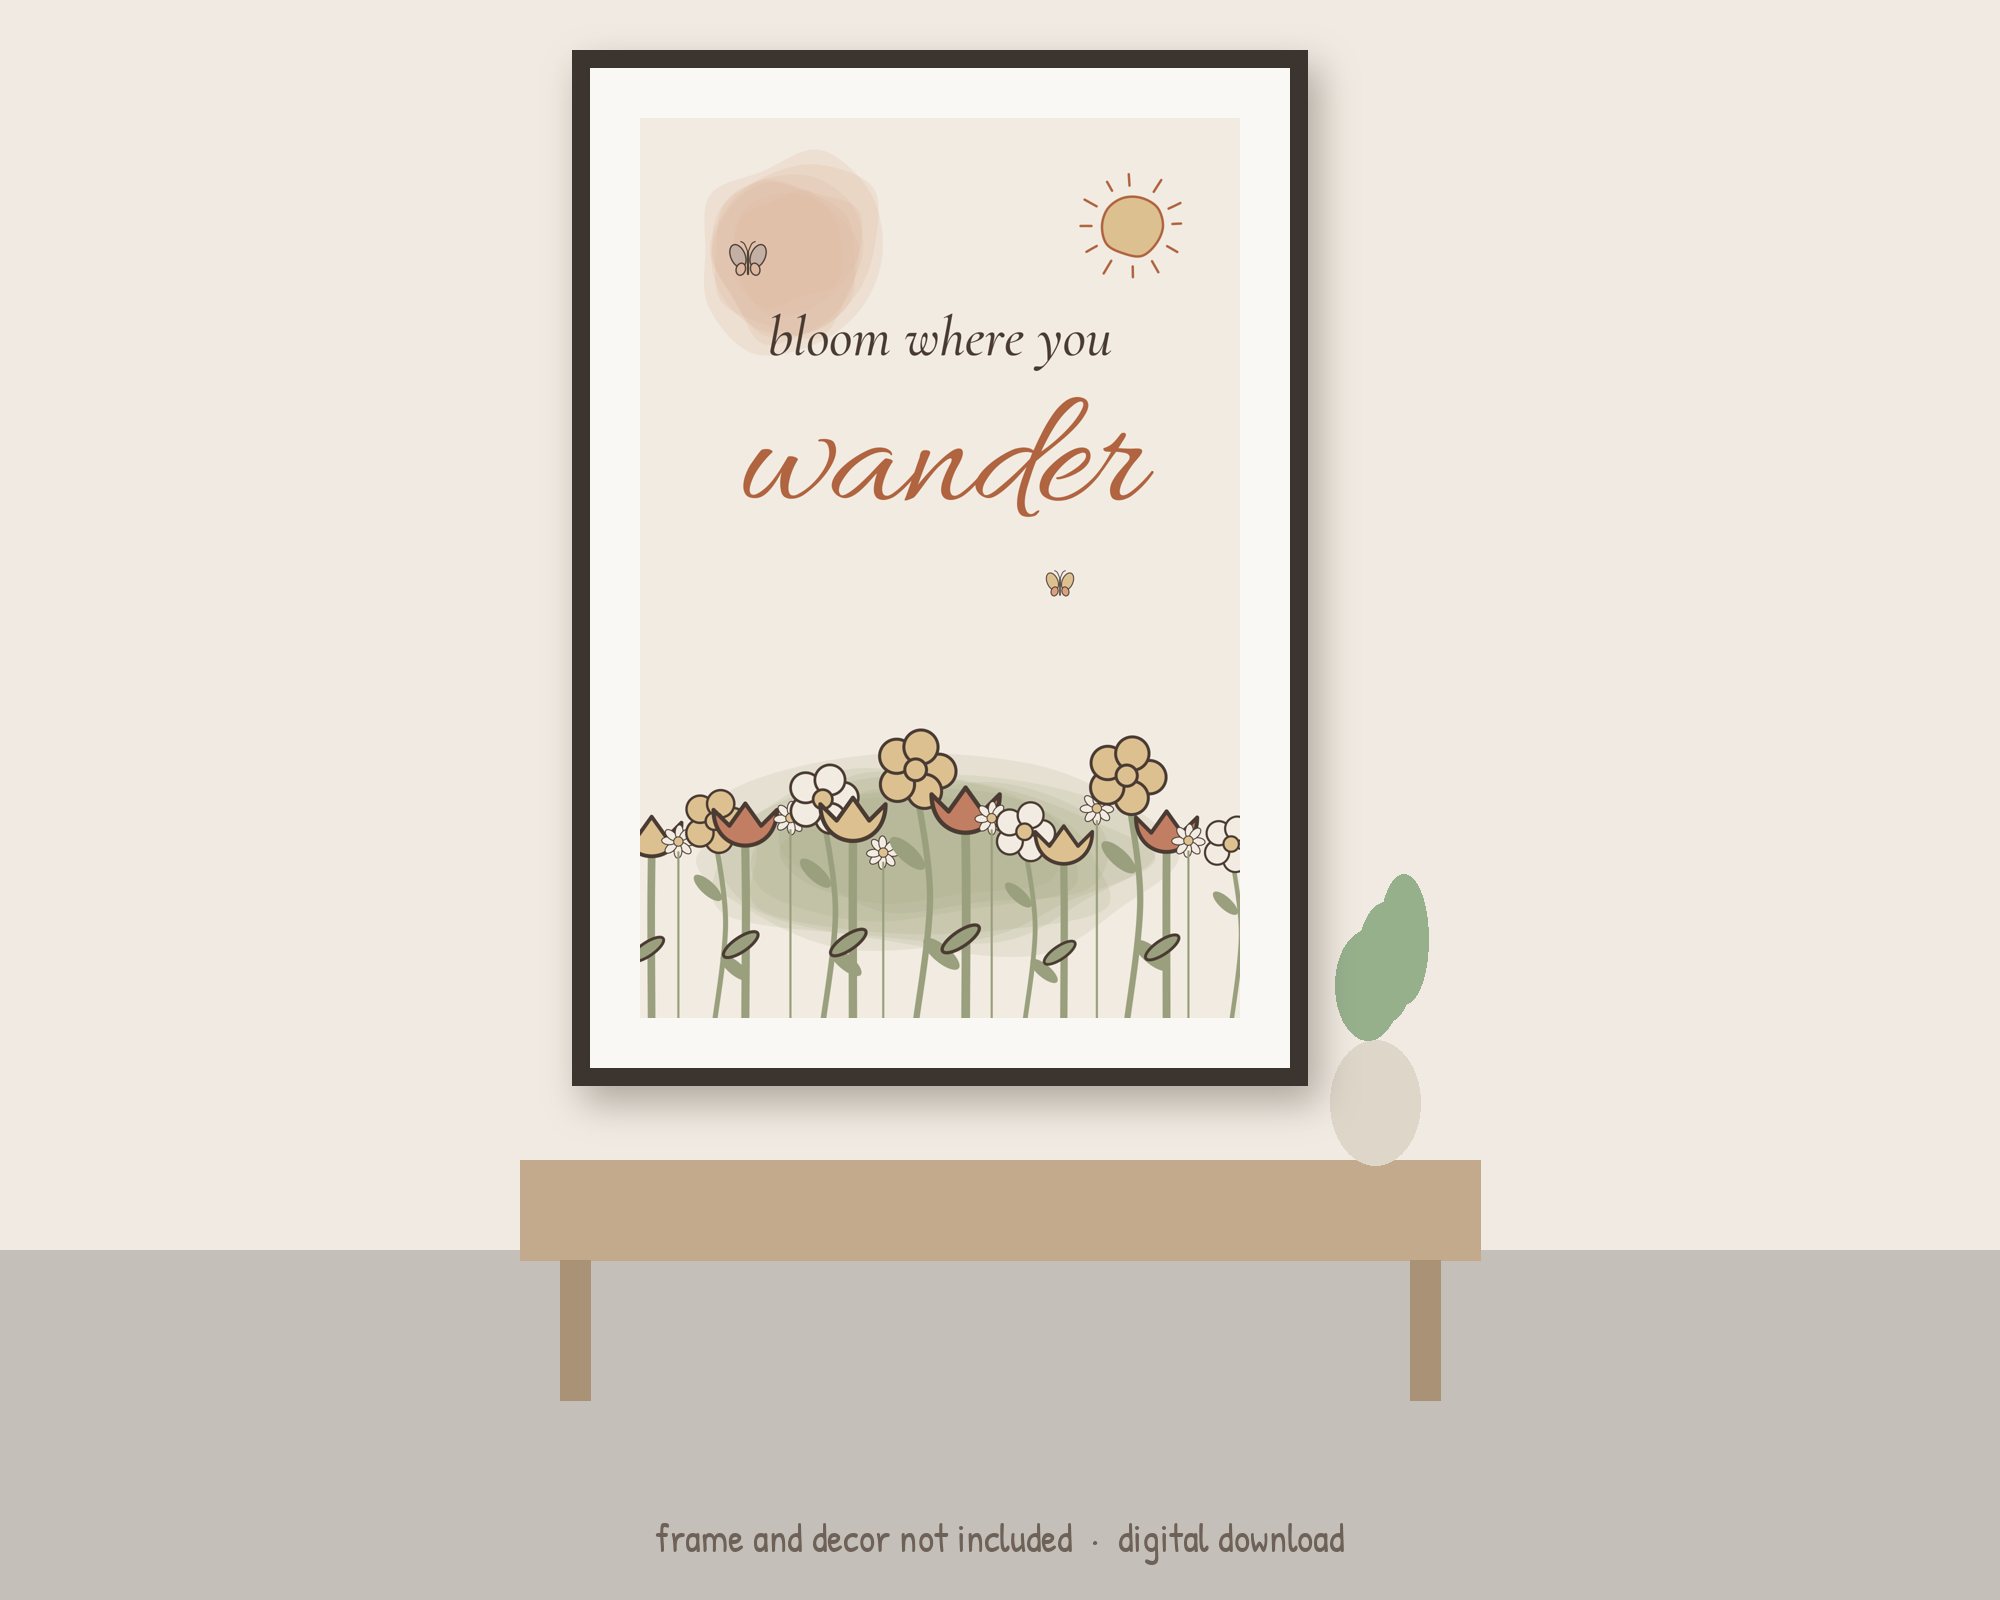 bloom where you
wander
frame and decor not included · digital download